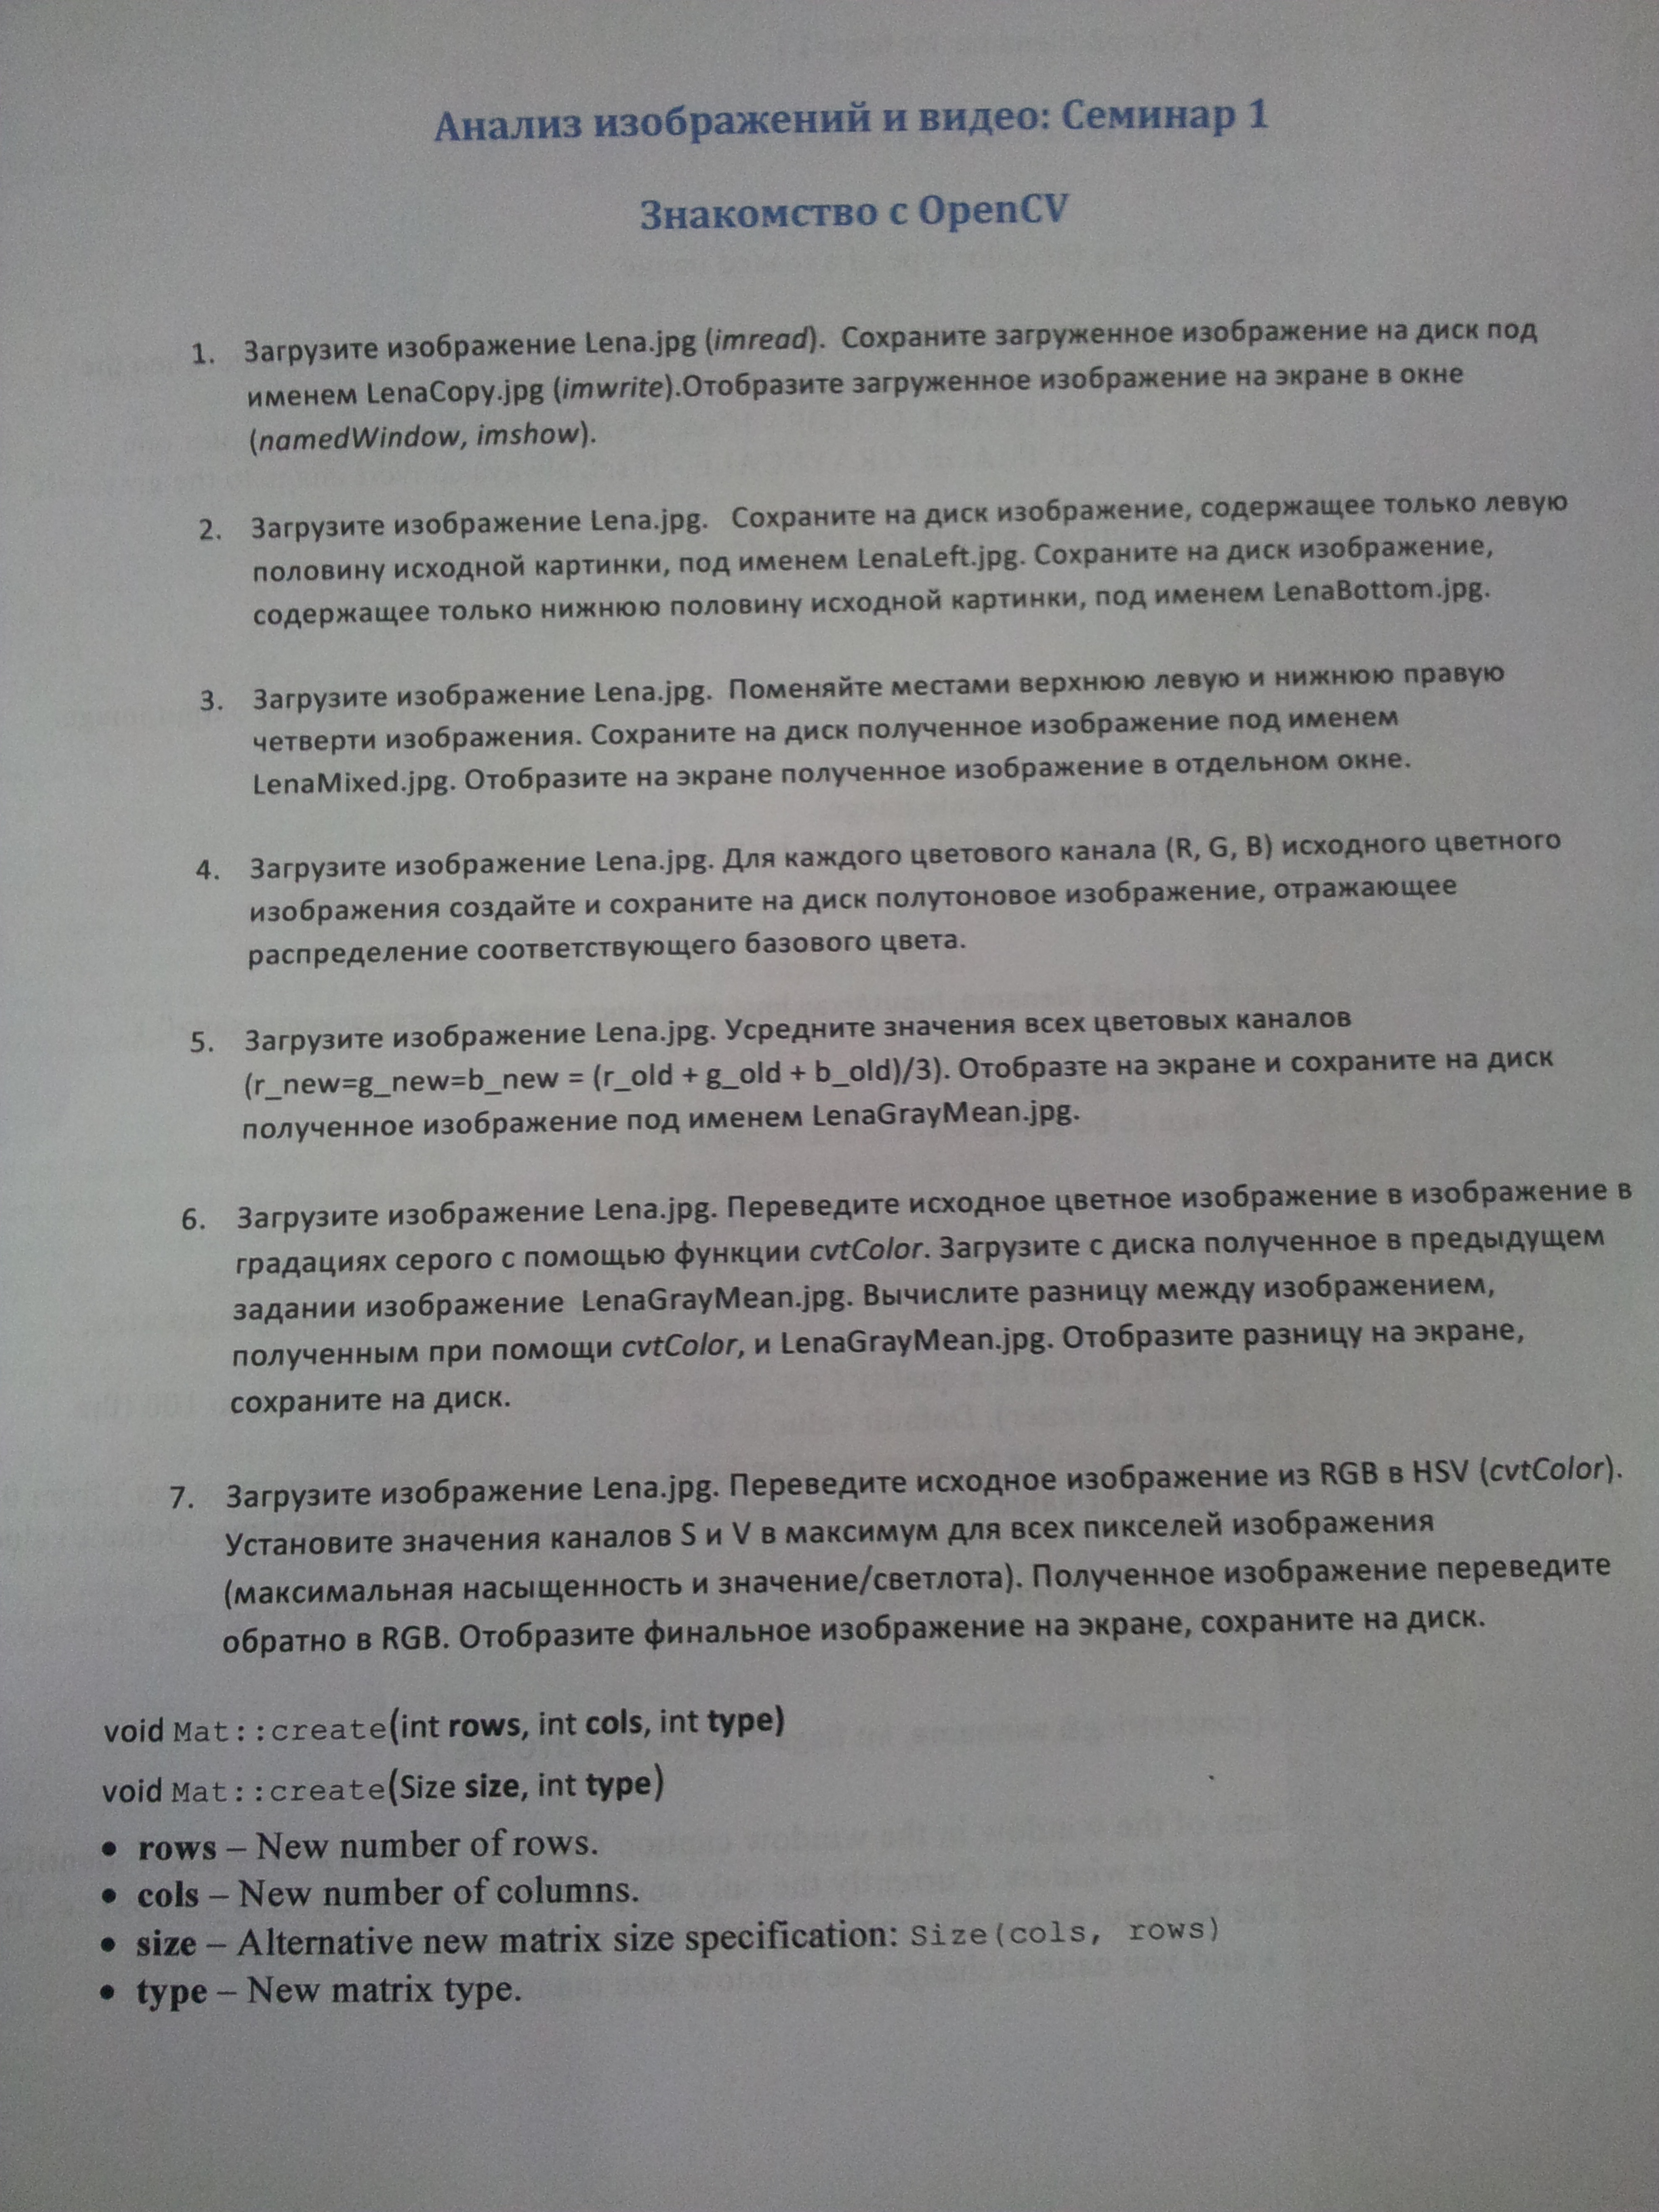 Анализ изображений и видео: Семинар 1
Знакомство с OpenCV
1. Загрузите изображение Lena.jpg (imread). Сохраните загруженное изображение на диск под
именем LenaCopy.jpg (imwrite).Отобразите загруженное изображение на экране в окне
(namedWindow, imshow).
2. Загрузите изображение Lena.jpg. Сохраните на диск изображение, содержащее только левую
половину исходной картинки, под именем LenaLeft.jpg. Сохраните на диск изображение,
содержащее только нижнюю половину исходной картинки, под именем LenaBottom.jpg.
3. Загрузите изображение Lena.jpg. Поменяйте местами верхнюю левую и нижнюю правую
четверти изображения. Сохраните на диск полученное изображение под именем
LenaMixed.jpg. Отобразите на экране полученное изображение в отдельном окне.
4. Загрузите изображение Lena.jpg. Для каждого цветового канала (R, G, B) исходного цветного
изображения создайте и сохраните на диск полутоновое изображение, отражающее
распределение соответствующего базового цвета.
5. Загрузите изображение Lena.jpg. Усредните значения всех цветовых каналов
(r_new=g_new=b_new = (r_old + g_old + b_old)/3). Отобразте на экране и сохраните на диск
полученное изображение под именем LenaGrayMean.jpg.
6. Загрузите изображение Lena.jpg. Переведите исходное цветное изображение в изображение в
градациях серого с помощью функции cvtColor. Загрузите с диска полученное в предыдущем
задании изображение LenaGrayMean.jpg. Вычислите разницу между изображением,
полученным при помощи cvtColor, и LenaGrayMean.jpg. Отобразите разницу на экране,
сохраните на диск.
7. Загрузите изображение Lena.jpg. Переведите исходное изображение из RGB в HSV (cvtColor).
Установите значения каналов S и V в максимум для всех пикселей изображения
(максимальная насыщенность и значение/светлота). Полученное изображение переведите
обратно в RGB. Отобразите финальное изображение на экране, сохраните на диск.
void Mat::create(int rows, int cols, int type)
void Mat::create(Size size, int type)
• rows – New number of rows.
• cols – New number of columns.
• size – Alternative new matrix size specification: Size(cols, rows)
• type – New matrix type.